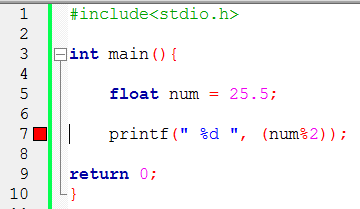 1 #include<stdio.h>
2
3 int main(){
4
5 float num = 25.5;
6
7 printf(" %d ", (num%2));
8
9 return 0;
10 }